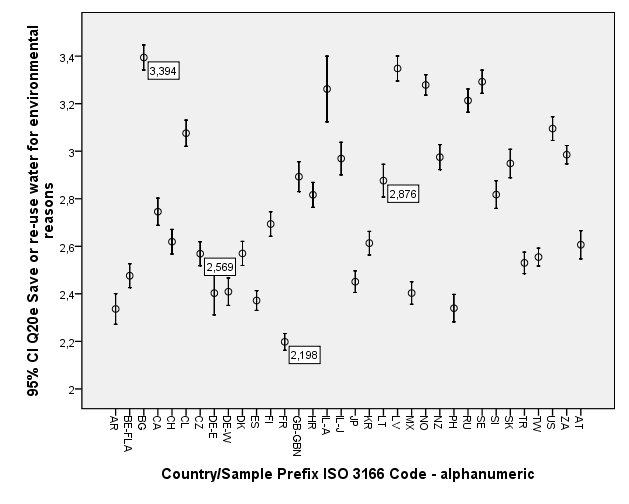 95% CI Q20e Save or re-use water for environmental
reasons
3,4
3,2
3
2,8
2,6
2,4
2,2
2
3,394
2,876
2,569
2,198
AR
BE-FLA
BG
CA
CH
CL
CZ
DE-E
DE-W
DK
ES
FI
FR
GB-GBN
HR
IL-A
IL-J
JP
KR
LT
LV
MX
NO
NZ
PH
RU
SE
SI
SK
TR
TW
US
ZA
AT
Country/Sample Prefix ISO 3166 Code - alphanumeric